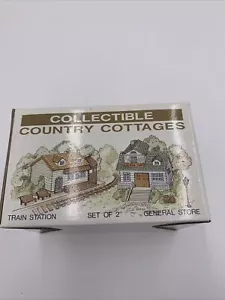 COLLECTIBLE
COUNTRY COTTAGES
TRAIN STATION SET OF 2 GENERAL STORE